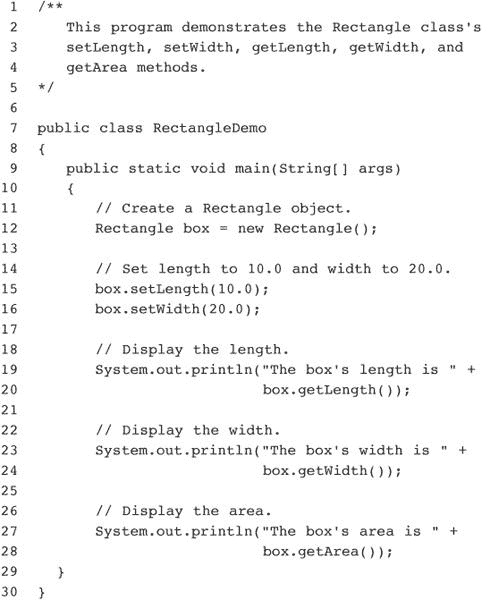 1 /**
2    This program demonstrates the Rectangle class's
3    setLength, setWidth, getLength, getWidth, and
4    getArea methods.
5 */
6
7 public class RectangleDemo
8 {
9    public static void main(String[] args)
10    {
11       // Create a Rectangle object.
12       Rectangle box = new Rectangle();
13
14       // Set length to 10.0 and width to 20.0.
15       box.setLength(10.0);
16       box.setWidth(20.0);
17
18       // Display the length.
19       System.out.println("The box's length is " +
20                          box.getLength());
21
22       // Display the width.
23       System.out.println("The box's width is " +
24                          box.getWidth());
25
26       // Display the area.
27       System.out.println("The box's area is " +
28                          box.getArea());
29   }
30 }